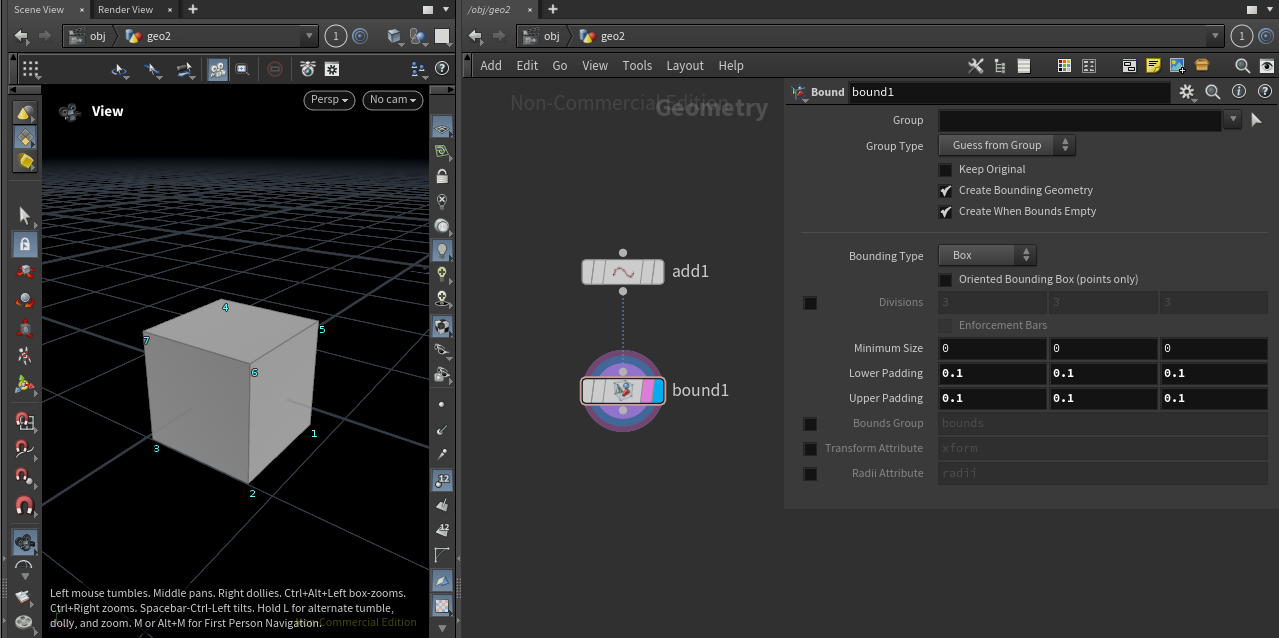 Scene View × Render View × +
obj geo2 1
Persp No cam
View
4
5
7
6
1
3
2
12
12
Left mouse tumbles. Middle pans. Right dollies. Ctrl+Alt+Left box-zooms.
Ctrl+Right zooms. Spacebar-Ctrl-Left tilts. Hold L for alternate tumble,
dolly, and zoom. M or Alt+M for First Person Navigation.
Non-Commercial Edition
/obj/geo2 × +
obj geo2 1
Add Edit Go View Tools Layout Help
Non-Commercial Edition
Geometry
add1
bound1
Bound bound1
Group
Group Type Guess from Group
Keep Original
Create Bounding Geometry
Create When Bounds Empty
Bounding Type Box
Oriented Bounding Box (points only)
Divisions 3 3 3
Enforcement Bars
Minimum Size 0 0 0
Lower Padding 0.1 0.1 0.1
Upper Padding 0.1 0.1 0.1
Bounds Group bounds
Transform Attribute xform
Radii Attribute radii